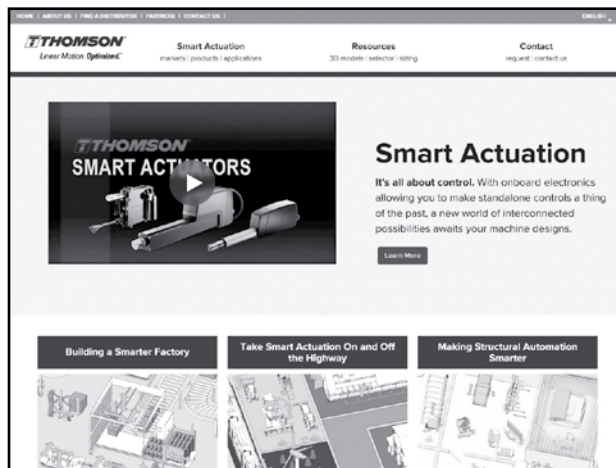 HOME | ABOUT US | FIND A DISTRIBUTOR | PARTNERS | CONTACT US |
ENGLISH
THOMSON
Linear Motion. Optimized.™
Smart Actuation
markets | products | applications
Resources
3D models | selector | sizing
Contact
request | contact us
THOMSON
SMART ACTUATORS
Smart Actuation
It's all about control. With onboard electronics
allowing you to make standalone controls a thing
of the past, a new world of interconnected
possibilities awaits your machine designs.
Learn More
Building a Smarter Factory
Take Smart Actuation On and Off
the Highway
Making Structural Automation
Smarter